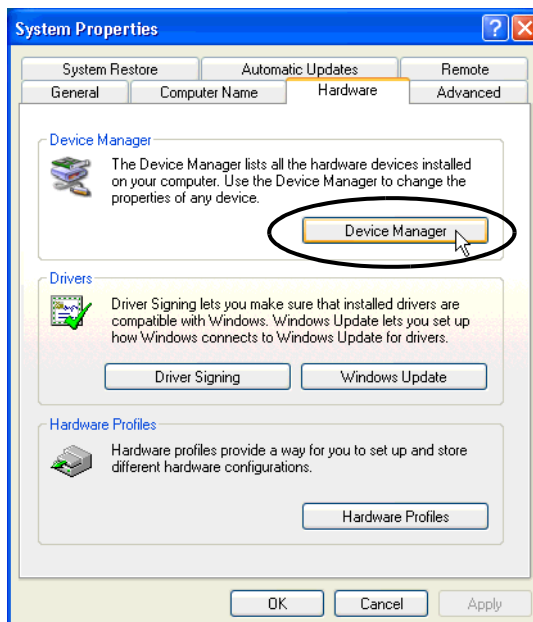 System Properties
System Restore
Automatic Updates
Remote
General
Computer Name
Hardware
Advanced
Device Manager
The Device Manager lists all the hardware devices installed
on your computer. Use the Device Manager to change the
properties of any device.
Device Manager
Drivers
Driver Signing lets you make sure that installed drivers are
compatible with Windows. Windows Update lets you set up
how Windows connects to Windows Update for drivers.
Driver Signing
Windows Update
Hardware Profiles
Hardware profiles provide a way for you to set up and store
different hardware configurations.
Hardware Profiles
OK
Cancel
Apply